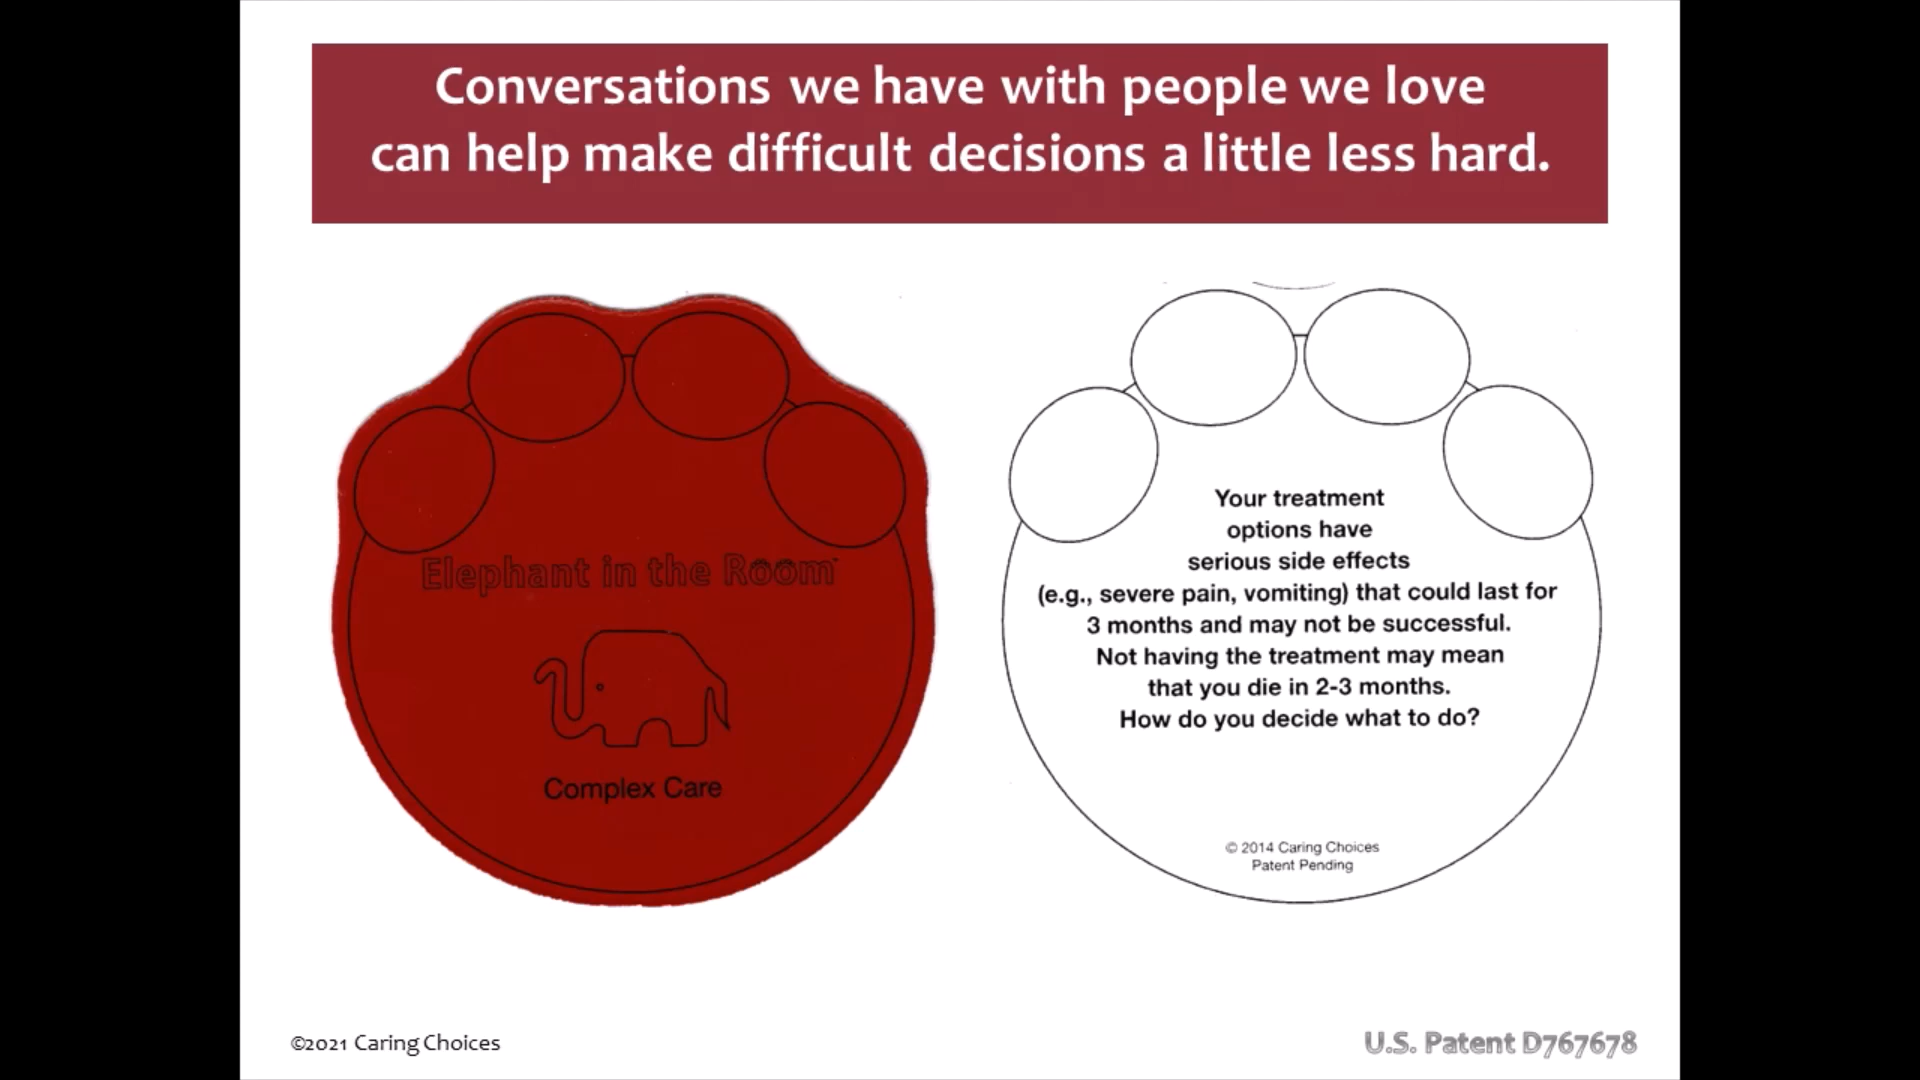 Conversations we have with people we love
can help make difficult decisions a little less hard.
Elephant in the Room™
Complex Care
Your treatment
options have
serious side effects
(e.g., severe pain, vomiting) that could last for
3 months and may not be successful.
Not having the treatment may mean
that you die in 2-3 months.
How do you decide what to do?
© 2014 Caring Choices
Patent Pending
©2021 Caring Choices
U.S. Patent D767678